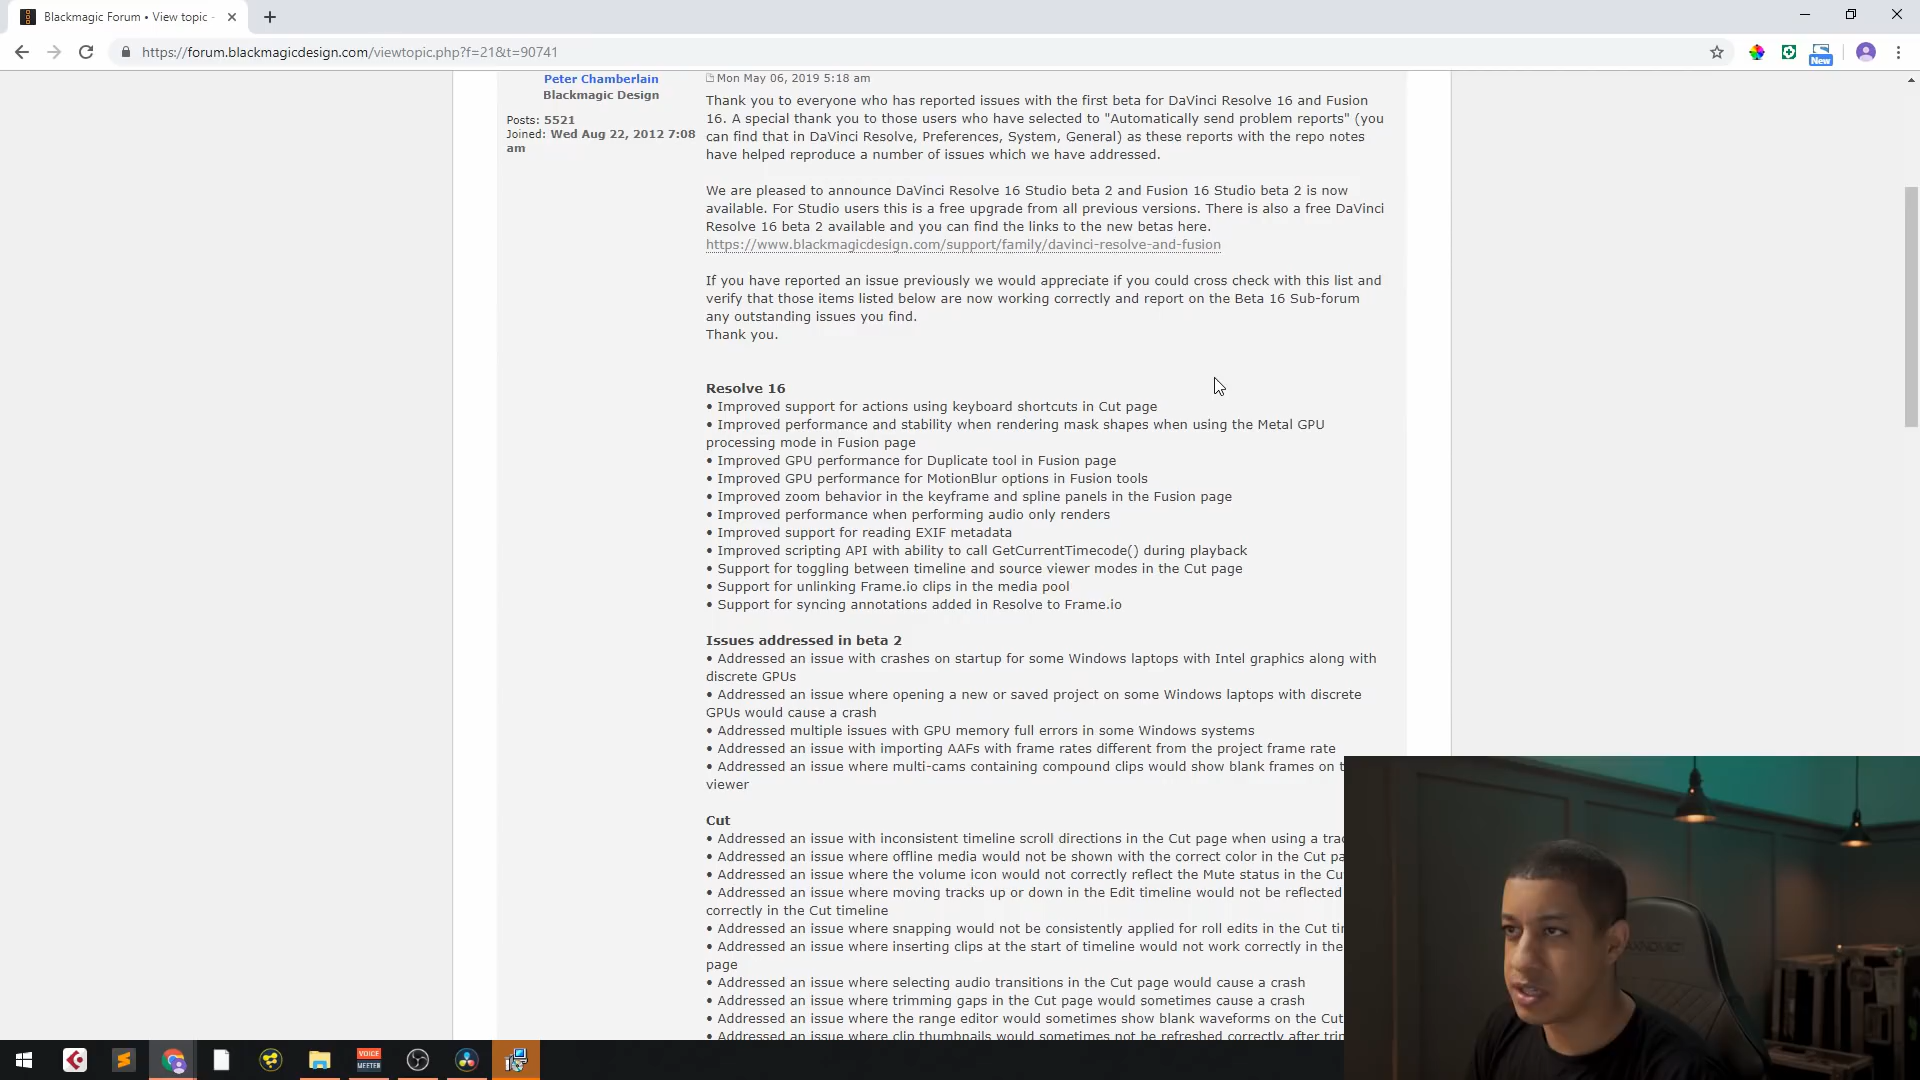 Blackmagic Forum • View topic -
https://forum.blackmagicdesign.com/viewtopic.php?f=21&t=90741
New
Peter Chamberlain
Blackmagic Design
Posts: 5521
Joined: Wed Aug 22, 2012 7:08
am
Mon May 06, 2019 5:18 am
Thank you to everyone who has reported issues with the first beta for DaVinci Resolve 16 and Fusion
16. A special thank you to those users who have selected to "Automatically send problem reports" (you
can find that in DaVinci Resolve, Preferences, System, General) as these reports with the repo notes
have helped reproduce a number of issues which we have addressed.
We are pleased to announce DaVinci Resolve 16 Studio beta 2 and Fusion 16 Studio beta 2 is now
available. For Studio users this is a free upgrade from all previous versions. There is also a free DaVinci
Resolve 16 beta 2 available and you can find the links to the new betas here.
https://www.blackmagicdesign.com/support/family/davinci-resolve-and-fusion
If you have reported an issue previously we would appreciate if you could cross check with this list and
verify that those items listed below are now working correctly and report on the Beta 16 Sub-forum
any outstanding issues you find.
Thank you.
Resolve 16
• Improved support for actions using keyboard shortcuts in Cut page
• Improved performance and stability when rendering mask shapes when using the Metal GPU
processing mode in Fusion page
• Improved GPU performance for Duplicate tool in Fusion page
• Improved GPU performance for MotionBlur options in Fusion tools
• Improved zoom behavior in the keyframe and spline panels in the Fusion page
• Improved performance when performing audio only renders
• Improved support for reading EXIF metadata
• Improved scripting API with ability to call GetCurrentTimecode() during playback
• Support for toggling between timeline and source viewer modes in the Cut page
• Support for unlinking Frame.io clips in the media pool
• Support for syncing annotations added in Resolve to Frame.io
Issues addressed in beta 2
• Addressed an issue with crashes on startup for some Windows laptops with Intel graphics along with
discrete GPUs
• Addressed an issue where opening a new or saved project on some Windows laptops with discrete
GPUs would cause a crash
• Addressed multiple issues with GPU memory full errors in some Windows systems
• Addressed an issue with importing AAFs with frame rates different from the project frame rate
• Addressed an issue where multi-cams containing compound clips would show blank frames on
viewer
Cut
• Addressed an issue with inconsistent timeline scroll directions in the Cut page when using a
• Addressed an issue where offline media would not be shown with the correct color in the Cut
• Addressed an issue where the volume icon would not correctly reflect the Mute status in the
• Addressed an issue where moving tracks up or down in the Edit timeline would not be reflected
correctly in the Cut timeline
• Addressed an issue where snapping would not be consistently applied for roll edits in the Cut
• Addressed an issue where inserting clips at the start of timeline would not work correctly in the
page
• Addressed an issue where selecting audio transitions in the Cut page would cause a crash
• Addressed an issue where trimming gaps in the Cut page would sometimes cause a crash
• Addressed an issue where the range editor would sometimes show blank waveforms on the Cut
• Addressed an issue where clip thumbnails would sometimes not be refreshed correctly after
VOICE
MEETER